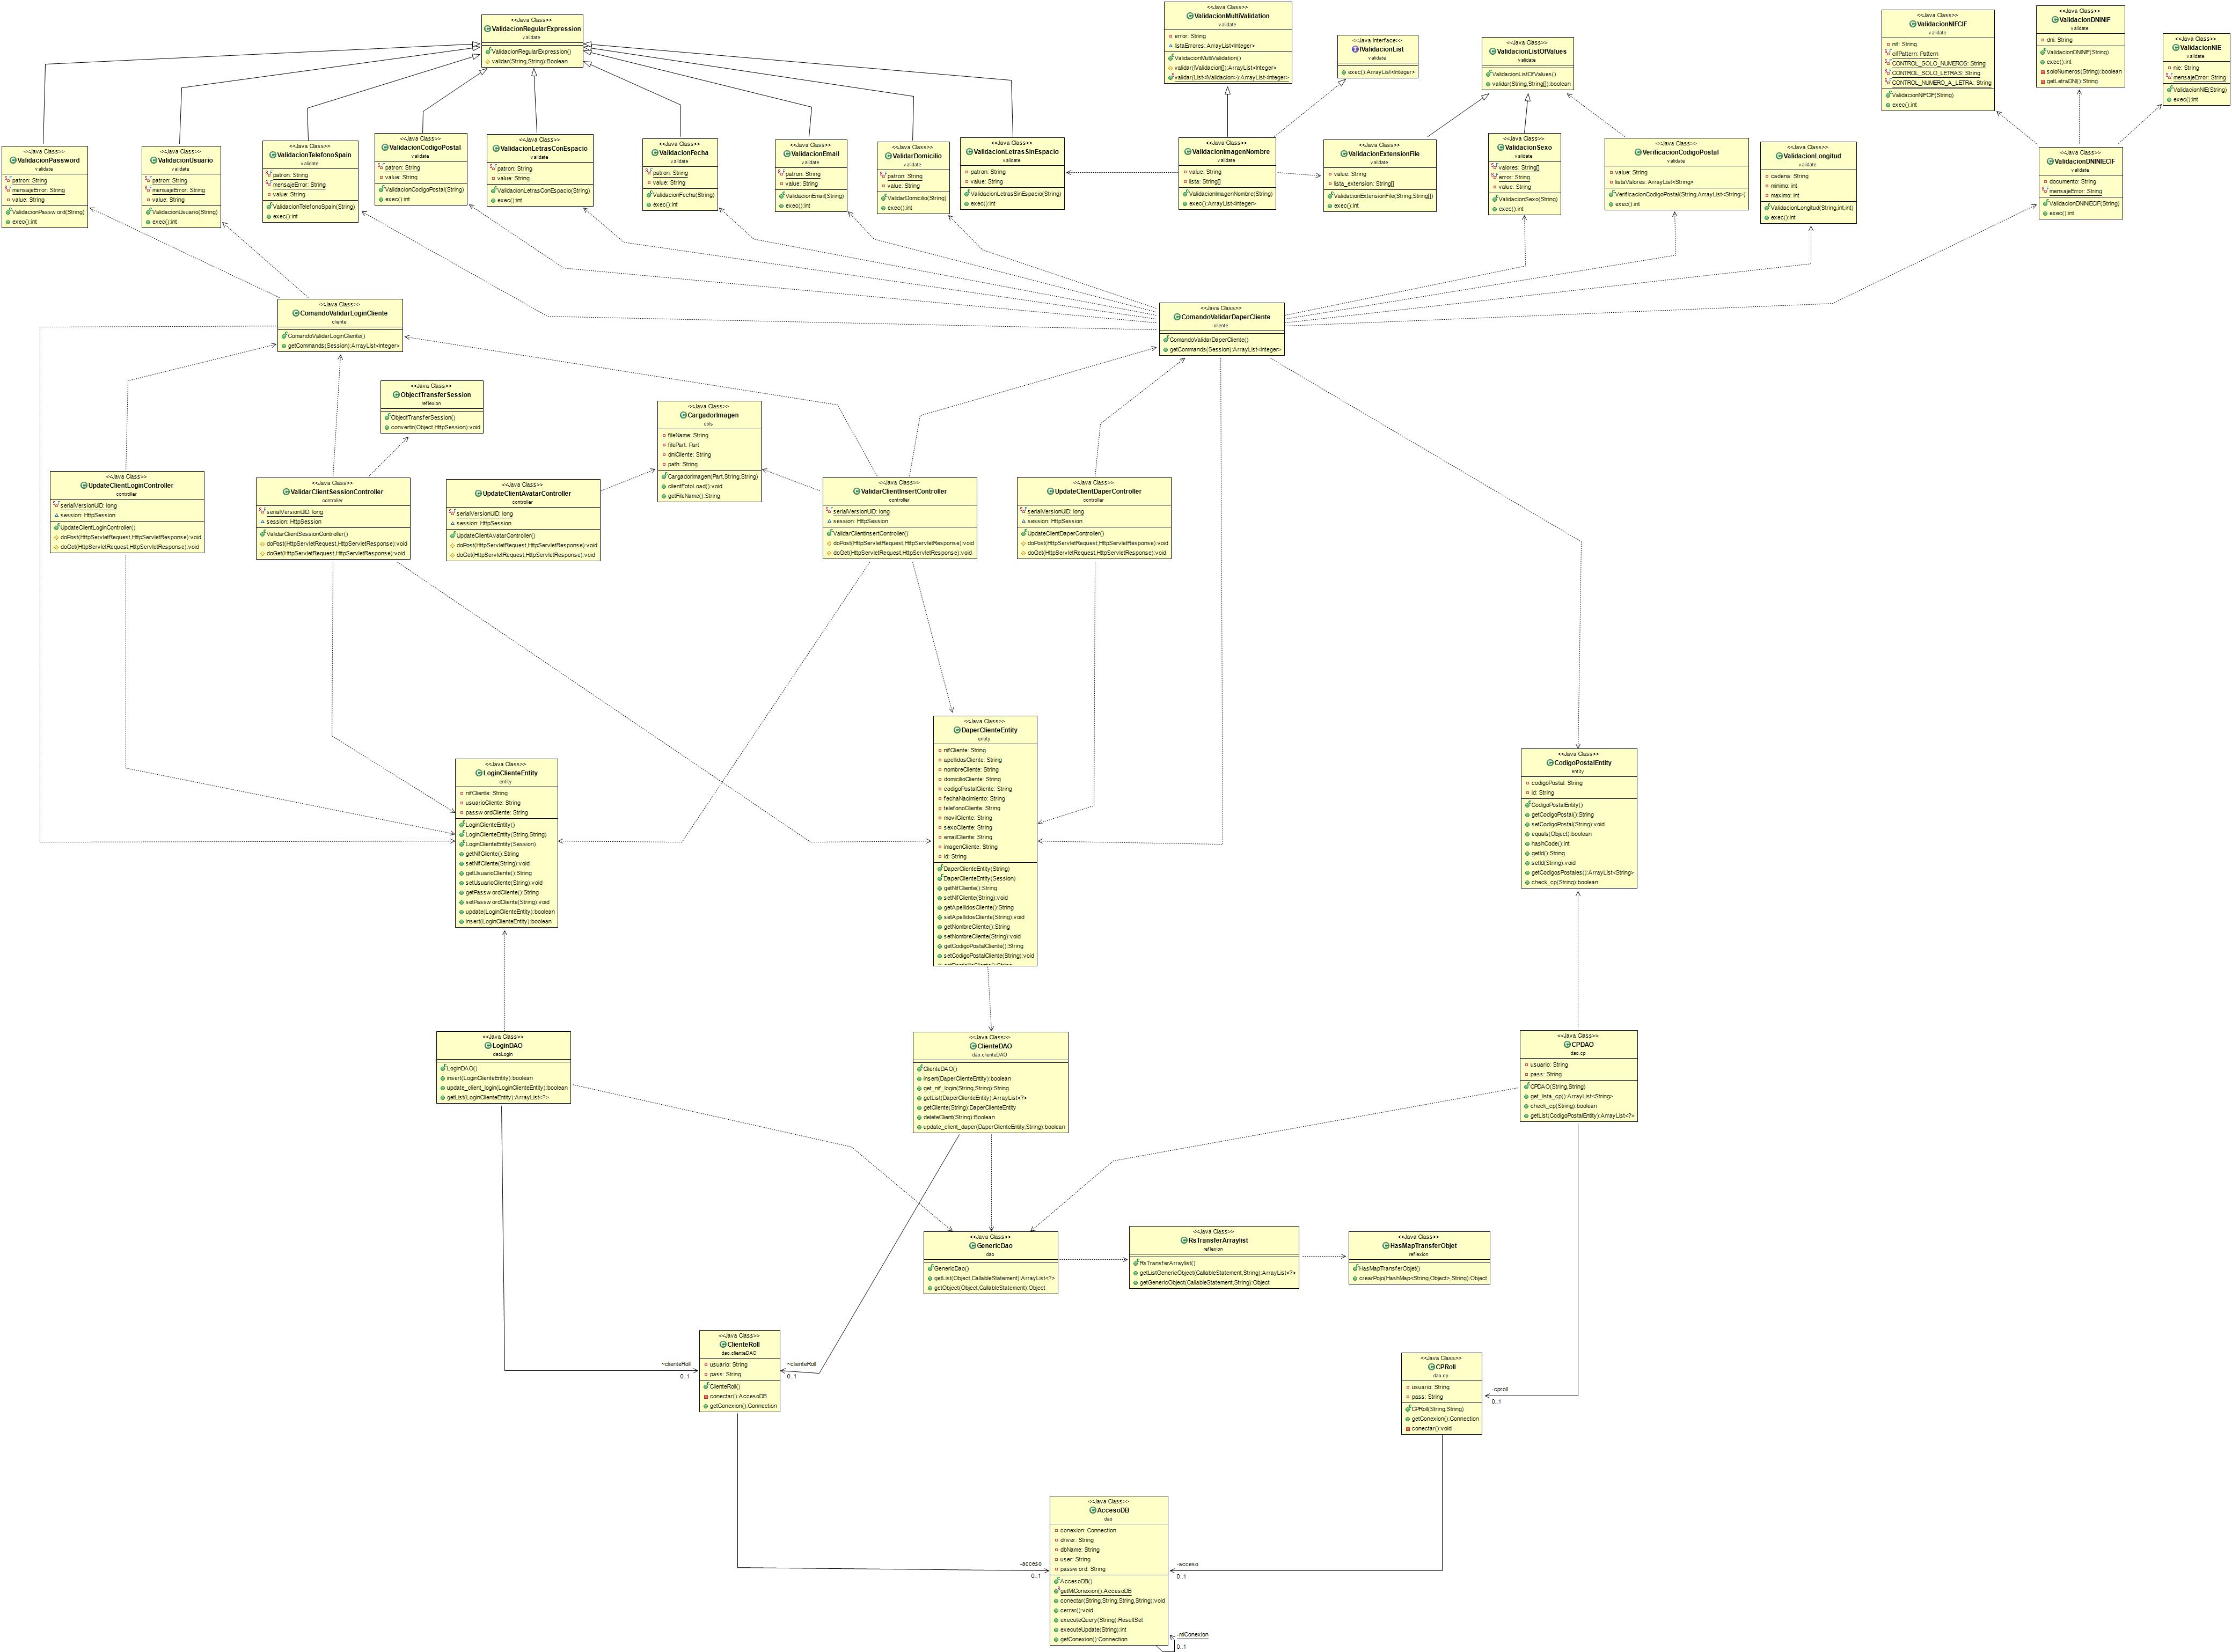 <<Java Class>>
ValidacionRegularExpression
validate
ValidacionRegularExpression()
validar(String,String):Boolean
<<Java Class>>
ValidacionMultiValidation
validate
error: String
listaErrores: ArrayList<Integer>
ValidacionMultiValidation()
validar(IValidacion[]):ArrayList<Integer>
validar(List<IValidacion>):ArrayList<Integer>
<<Java Interface>>
IValidacionList
validate
exec():ArrayList<Integer>
<<Java Class>>
ValidacionListOfValues
validate
ValidacionListOfValues()
validar(String,String[]):boolean
<<Java Class>>
ValidacionNIFCIF
validate
nif: String
cifPattern: Pattern
CONTROL_SOLO_NUMEROS: String
CONTROL_SOLO_LETRAS: String
CONTROL_NUMERO_A_LETRA: String
ValidacionNIFCIF(String)
exec():int
<<Java Class>>
ValidacionDNINIF
validate
dni: String
ValidacionDNINIF(String)
exec():int
soloNumeros(String):boolean
getLetraDNI():String
<<Java Class>>
ValidacionNIE
validate
nie: String
mensajeError: String
ValidacionNIE(String)
exec():int
<<Java Class>>
ValidacionPassword
validate
patron: String
mensajeError: String
value: String
ValidacionPassword(String)
exec():int
<<Java Class>>
ValidacionUsuario
validate
patron: String
mensajeError: String
value: String
ValidacionUsuario(String)
exec():int
<<Java Class>>
ValidacionTelefonoSpain
validate
patron: String
mensajeError: String
value: String
ValidacionTelefonoSpain(String)
exec():int
<<Java Class>>
ValidacionCodigoPostal
validate
patron: String
value: String
ValidacionCodigoPostal(String)
exec():int
<<Java Class>>
ValidacionLetrasConEspacio
validate
patron: String
value: String
ValidacionLetrasConEspacio(String)
exec():int
<<Java Class>>
ValidacionFecha
validate
patron: String
value: String
ValidacionFecha(String)
exec():int
<<Java Class>>
ValidacionEmail
validate
patron: String
value: String
ValidacionEmail(String)
exec():int
<<Java Class>>
ValidarDomicilio
validate
patron: String
value: String
ValidarDomicilio(String)
exec():int
<<Java Class>>
ValidacionLetrasSinEspacio
validate
patron: String
value: String
ValidacionLetrasSinEspacio(String)
exec():int
<<Java Class>>
ValidacionImagenNombre
validate
value: String
lista: String[]
ValidacionImagenNombre(String)
exec():ArrayList<Integer>
<<Java Class>>
ValidacionExtensionFile
validate
value: String
lista_extension: String[]
ValidacionExtensionFile(String,String[])
exec():int
<<Java Class>>
ValidacionSexo
validate
valores: String[]
error: String
value: String
ValidacionSexo(String)
exec():int
<<Java Class>>
VerificacionCodigoPostal
validate
value: String
listaValores: ArrayList<String>
VerificacionCodigoPostal(String,ArrayList<String>)
exec():int
<<Java Class>>
ValidacionLongitud
validate
cadena: String
minimo: int
maximo: int
ValidacionLongitud(String,int,int)
exec():int
<<Java Class>>
ValidacionDNINIECIF
validate
documento: String
mensajeError: String
ValidacionDNINIECIF(String)
exec():int
<<Java Class>>
ComandoValidarLoginCliente
cliente
ComandoValidarLoginCliente()
getCommands(Session):ArrayList<Integer>
<<Java Class>>
ComandoValidarDaperCliente
cliente
ComandoValidarDaperCliente()
getCommands(Session):ArrayList<Integer>
<<Java Class>>
ObjectTransferSession
reflexion
ObjectTransferSession()
convertir(Object,HttpSession):void
<<Java Class>>
CargadorImagen
utils
fileName: String
filePart: Part
dniCliente: String
path: String
CargadorImagen(Part,String,String)
clientFotoLoad():void
getFileName():String
<<Java Class>>
UpdateClientLoginController
controller
serialVersionUID: long
session: HttpSession
UpdateClientLoginController()
doPost(HttpServletRequest,HttpServletResponse):void
doGet(HttpServletRequest,HttpServletResponse):void
<<Java Class>>
ValidarClientSessionController
controller
serialVersionUID: long
session: HttpSession
ValidarClientSessionController()
doPost(HttpServletRequest,HttpServletResponse):void
doGet(HttpServletRequest,HttpServletResponse):void
<<Java Class>>
UpdateClientAvatarController
controller
serialVersionUID: long
session: HttpSession
UpdateClientAvatarController()
doPost(HttpServletRequest,HttpServletResponse):void
doGet(HttpServletRequest,HttpServletResponse):void
<<Java Class>>
ValidarClientInsertController
controller
serialVersionUID: long
session: HttpSession
ValidarClientInsertController()
doPost(HttpServletRequest,HttpServletResponse):void
doGet(HttpServletRequest,HttpServletResponse):void
<<Java Class>>
UpdateClientDaperController
controller
serialVersionUID: long
session: HttpSession
UpdateClientDaperController()
doPost(HttpServletRequest,HttpServletResponse):void
doGet(HttpServletRequest,HttpServletResponse):void
<<Java Class>>
LoginClienteEntity
entity
nifCliente: String
usuarioCliente: String
passwordCliente: String
LoginClienteEntity()
LoginClienteEntity(String,String)
LoginClienteEntity(Session)
getNifCliente():String
setNifCliente(String):void
getUsuarioCliente():String
setUsuarioCliente(String):void
getPasswordCliente():String
setPasswordCliente(String):void
update(LoginClienteEntity):boolean
insert(LoginClienteEntity):boolean
<<Java Class>>
DaperClienteEntity
entity
nifCliente: String
apellidosCliente: String
nombreCliente: String
domicilioCliente: String
codigoPostalCliente: String
fechaNacimiento: String
telefonoCliente: String
movilCliente: String
sexoCliente: String
emailCliente: String
imagenCliente: String
id: String
DaperClienteEntity(String)
DaperClienteEntity(Session)
getNifCliente():String
setNifCliente(String):void
getApellidosCliente():String
setApellidosCliente(String):void
getNombreCliente():String
setNombreCliente(String):void
getCodigoPostalCliente():String
setCodigoPostalCliente(String):void
<<Java Class>>
CodigoPostalEntity
entity
codigoPostal: String
id: String
CodigoPostalEntity()
getCodigoPostal():String
setCodigoPostal(String):void
equals(Object):boolean
hashCode():int
getId():String
setId(String):void
getCodigosPostales():ArrayList<String>
check_cp(String):boolean
<<Java Class>>
LoginDAO
daoLogin
LoginDAO()
insert(LoginClienteEntity):boolean
update_client_login(LoginClienteEntity):boolean
getList(LoginClienteEntity):ArrayList<?>
<<Java Class>>
ClienteDAO
dao.clienteDAO
ClienteDAO()
insert(DaperClienteEntity):boolean
get_nif_login(String,String):String
getList(DaperClienteEntity):ArrayList<?>
getCliente(String):DaperClienteEntity
deleteClient(String):Boolean
update_client_daper(DaperClienteEntity,String):boolean
<<Java Class>>
CPDAO
dao.cp
usuario: String
pass: String
CPDAO(String,String)
get_lista_cp():ArrayList<String>
check_cp(String):boolean
getList(CodigoPostalEntity):ArrayList<?>
<<Java Class>>
GenericDao
dao
GenericDao()
getList(Object,CallableStatement):ArrayList<?>
getObject(Object,CallableStatement):Object
<<Java Class>>
RsTransferArraylist
reflexion
RsTransferArraylist()
getListGenericObject(CallableStatement,String):ArrayList<?>
getGenericObject(CallableStatement,String):Object
<<Java Class>>
HasMapTransferObjet
reflexion
HasMapTransferObjet()
crearPojo(HashMap<String,Object>,String):Object
<<Java Class>>
ClienteRoll
dao.clienteDAO
usuario: String
pass: String
ClienteRoll()
conectar():AccesoDB
getConexion():Connection
~clienteRoll
0..1
~clienteRoll
0..1
<<Java Class>>
CPRoll
dao.cp
usuario: String
pass: String
CPRoll(String,String)
getConexion():Connection
conectar():void
-cproll
0..1
<<Java Class>>
AccesoDB
dao
conexion: Connection
driver: String
dbName: String
user: String
password: String
AccesoDB()
getMiConexion():AccesoDB
conectar(String,String,String,String):void
cerrar():void
executeQuery(String):ResultSet
executeUpdate(String):int
getConexion():Connection
-acceso
0..1
-acceso
0..1
-miConexion
0..1